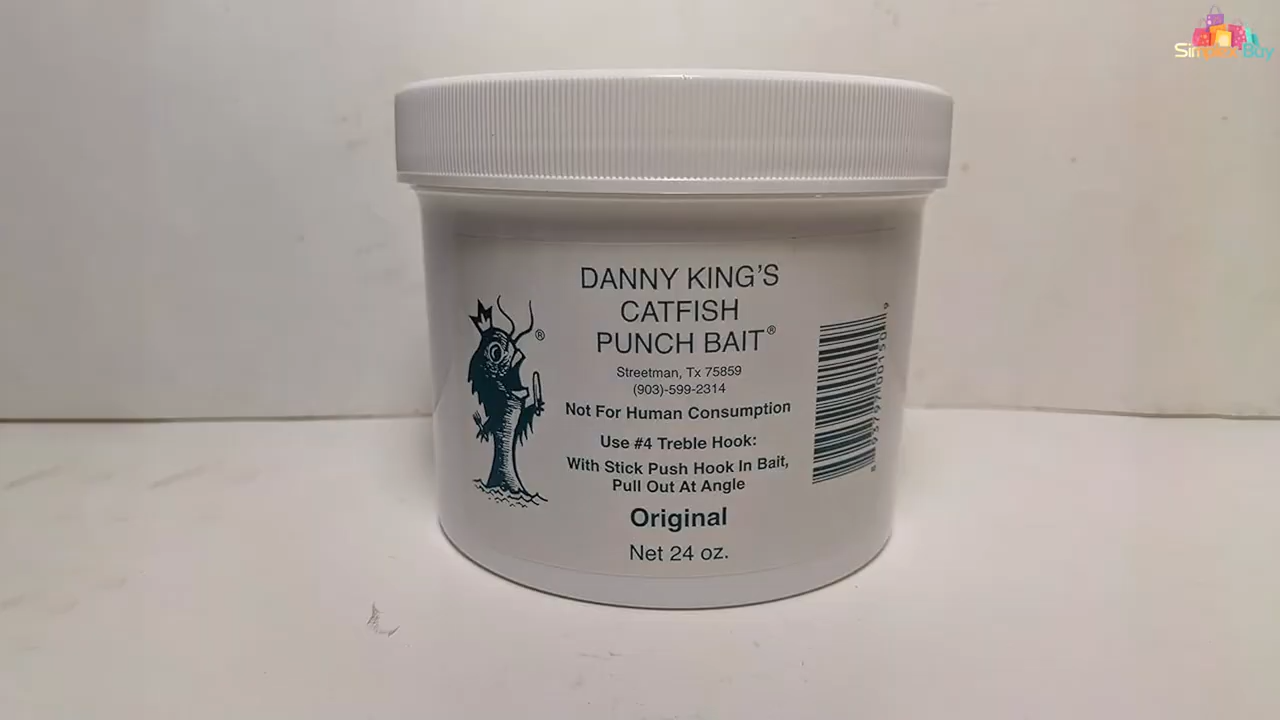 DANNY KING'S
CATFISH
PUNCH BAIT®
®
Streetman, Tx 75859
(903)-599-2314
Not For Human Consumption
Use #4 Treble Hook:
With Stick Push Hook In Bait,
Pull Out At Angle
Original
Net 24 oz.